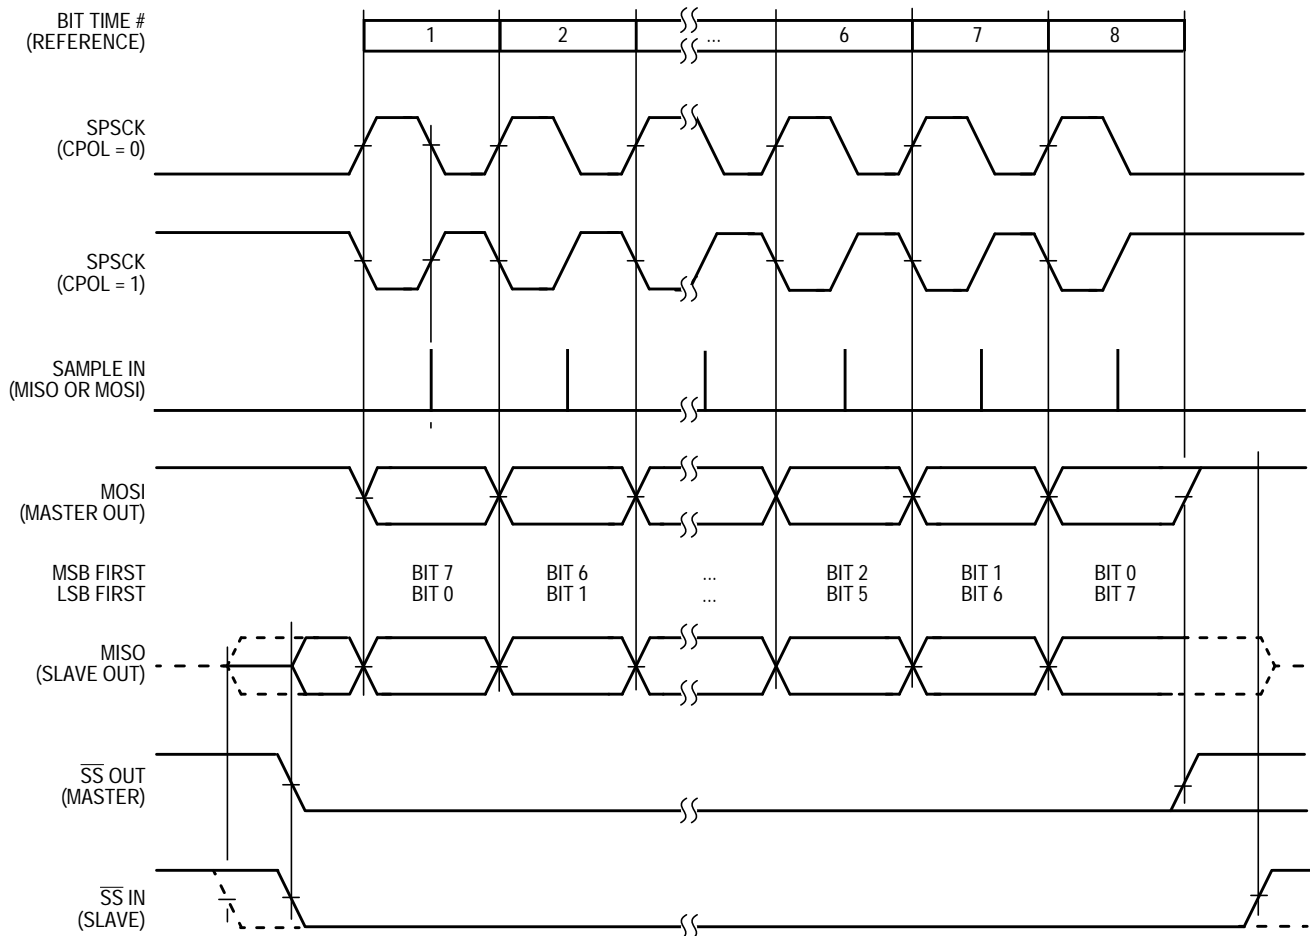 BIT TIME #
(REFERENCE)
1 2 ... 6 7 8
SPSCK
(CPOL = 0)
SPSCK
(CPOL = 1)
SAMPLE IN
(MISO OR MOSI)
MOSI
(MASTER OUT)
MSB FIRST BIT 7 BIT 6 ... BIT 2 BIT 1 BIT 0
LSB FIRST BIT 0 BIT 1 ... BIT 5 BIT 6 BIT 7
MISO
(SLAVE OUT)
SS OUT
(MASTER)
SS IN
(SLAVE)